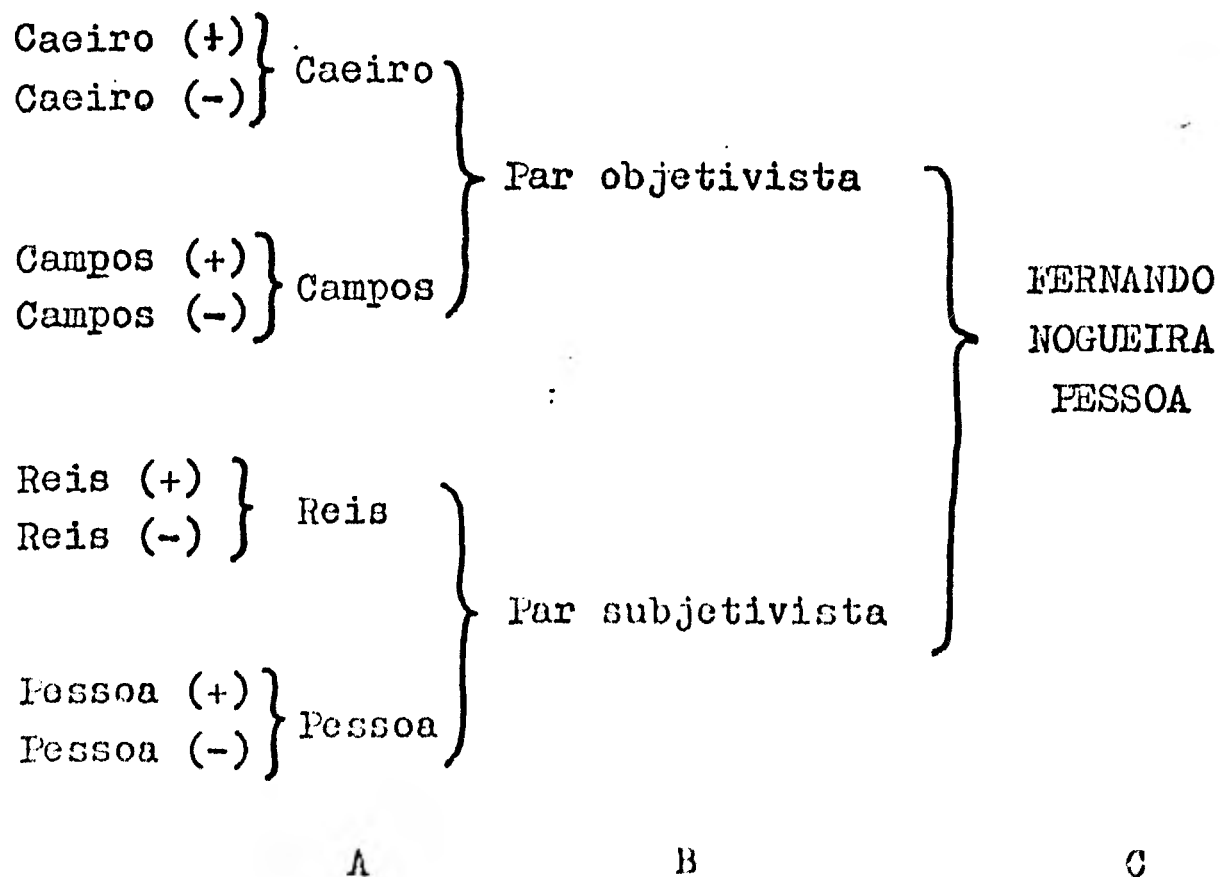 Caeiro (+)
Caeiro (-)
Caeiro
Campos (+)
Campos (-)
Campos
Par objetivista
Reis (+)
Reis (-)
Reis
Pessoa (+)
Pessoa (-)
Pessoa
Par subjetivista
FERNANDO
NOGUEIRA
PESSOA
A B C